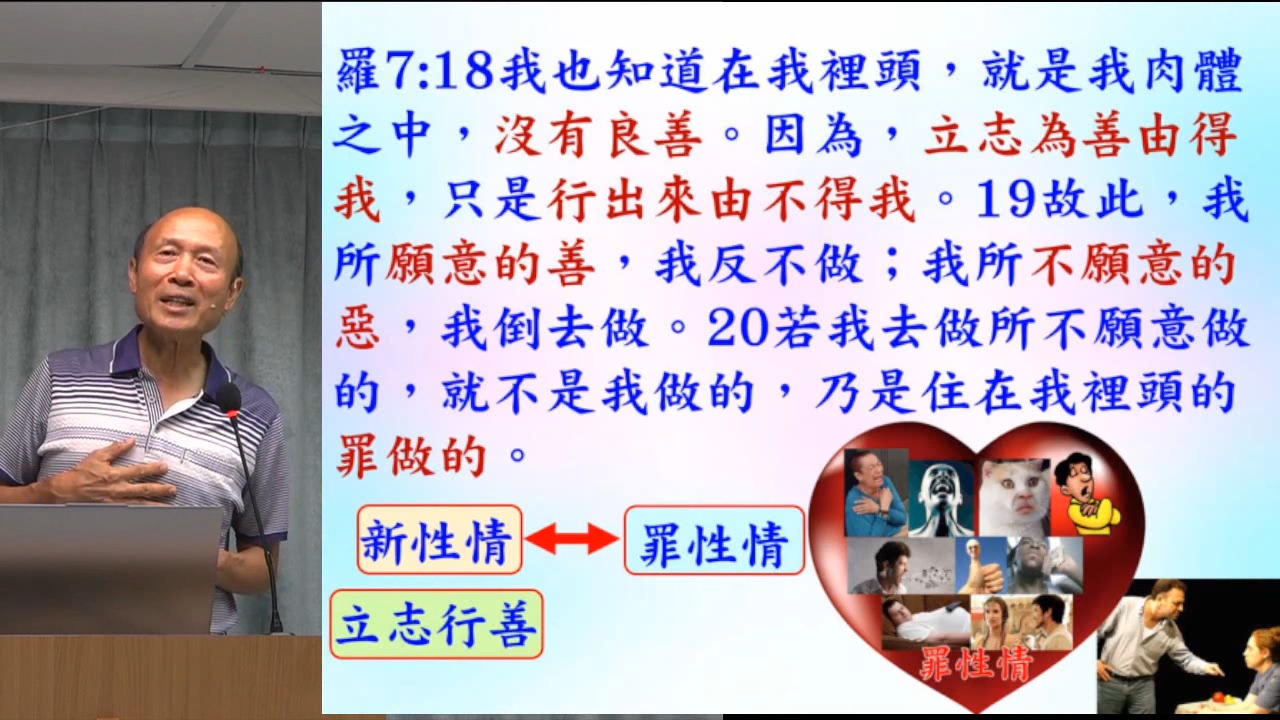 羅7:18我也知道在我裡頭，就是我肉體
之中，沒有良善。因為，立志為善由得
我，只是行出來由不得我。19故此，我
所願意的善，我反不做；我所不願意的
惡，我倒去做。20若我去做所不願意做
的，就不是我做的，乃是住在我裡頭的
罪做的。
新性情
罪性情
立志行善
罪性情